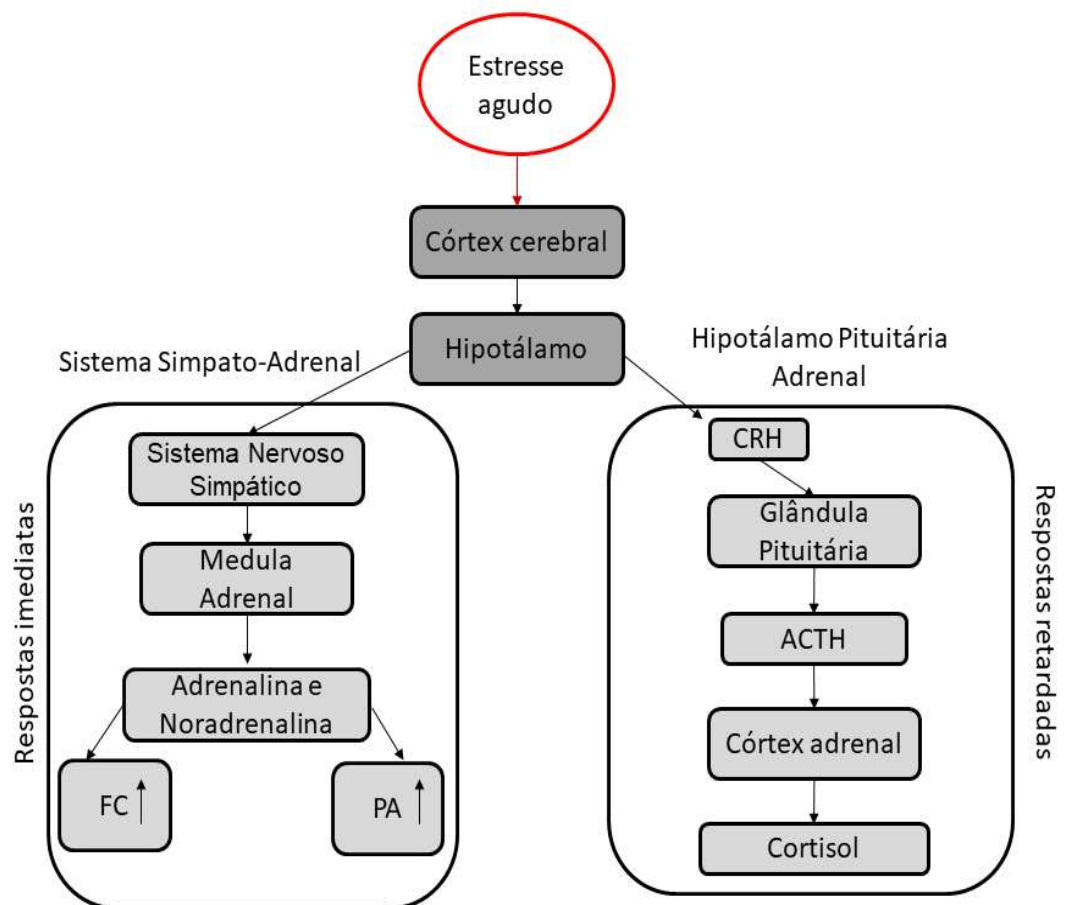 Estresse
agudo
Córtex cerebral
Hipotálamo
Sistema Simpato-Adrenal
Hipotálamo Pituitária
Adrenal
Respostas imediatas
Sistema Nervoso
Simpático
Medula
Adrenal
Adrenalina e
Noradrenalina
FC
PA
CRH
Glândula
Pituitária
ACTH
Córtex adrenal
Cortisol
Respostas retardadas